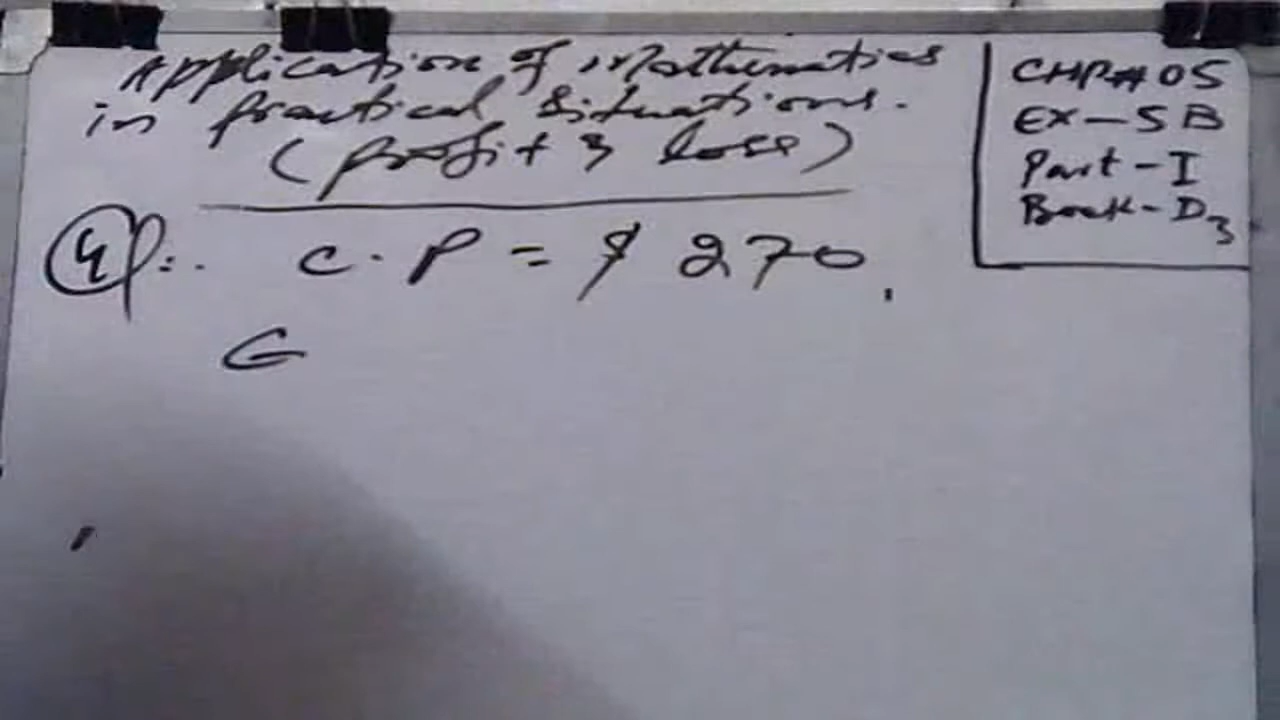 Application of Mathematics
in practical situations.
(profit & loss)
CHP# 05
EX-5B
Part-I
Book-D3
4:. C.P = $ 270.
G